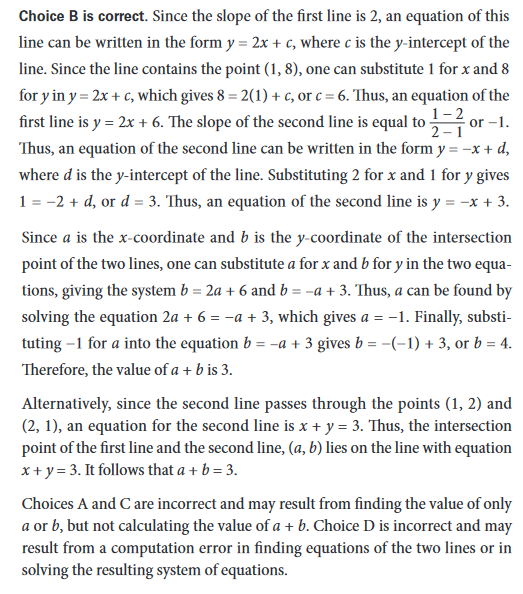 Choice B is correct. Since the slope of the first line is 2, an equation of this
line can be written in the form y = 2x + c, where c is the y-intercept of the
line. Since the line contains the point (1, 8), one can substitute 1 for x and 8
for y in y = 2x + c, which gives 8 = 2(1) + c, or c = 6. Thus, an equation of the
first line is y = 2x + 6. The slope of the second line is equal to \frac{1 − 2}{2 − 1} or −1.
Thus, an equation of the second line can be written in the form y = −x + d,
where d is the y-intercept of the line. Substituting 2 for x and 1 for y gives
1 = −2 + d, or d = 3. Thus, an equation of the second line is y = −x + 3.
Since a is the x-coordinate and b is the y-coordinate of the intersection
point of the two lines, one can substitute a for x and b for y in the two equa-
tions, giving the system b = 2a + 6 and b = −a + 3. Thus, a can be found by
solving the equation 2a + 6 = −a + 3, which gives a = −1. Finally, substi-
tuting −1 for a into the equation b = −a + 3 gives b = −(−1) + 3, or b = 4.
Therefore, the value of a + b is 3.
Alternatively, since the second line passes through the points (1, 2) and
(2, 1), an equation for the second line is x + y = 3. Thus, the intersection
point of the first line and the second line, (a, b) lies on the line with equation
x + y = 3. It follows that a + b = 3.
Choices A and C are incorrect and may result from finding the value of only
a or b, but not calculating the value of a + b. Choice D is incorrect and may
result from a computation error in finding equations of the two lines or in
solving the resulting system of equations.